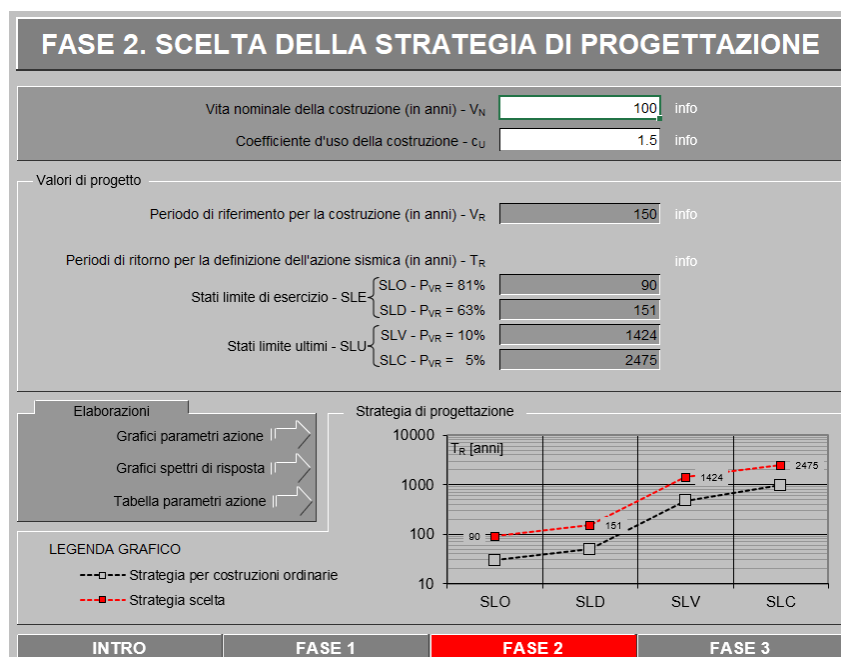 FASE 2. SCELTA DELLA STRATEGIA DI PROGETTAZIONE
Vita nominale della costruzione (in anni) - VN 100 info
Coefficiente d'uso della costruzione - cU 1.5 info
Valori di progetto
Periodo di riferimento per la costruzione (in anni) - VR 150 info
Periodi di ritorno per la definizione dell'azione sismica (in anni) - TR info
Stati limite di esercizio - SLE
SLO - PVR = 81% 90
SLD - PVR = 63% 151
Stati limite ultimi - SLU
SLV - PVR = 10% 1424
SLC - PVR = 5% 2475
Elaborazioni
Grafici parametri azione
Grafici spettri di risposta
Tabella parametri azione
Strategia di progettazione
TR [anni]
10000
1000
100
10
90
151
1424
2475
SLO SLD SLV SLC
LEGENDA GRAFICO
Strategia per costruzioni ordinarie
Strategia scelta
INTRO FASE 1 FASE 2 FASE 3